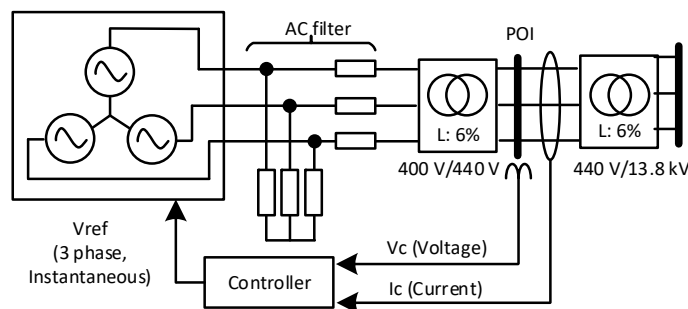 AC filter
POI
L: 6%
L: 6%
400 V/440 V
440 V/13.8 kV
Vref
(3 phase,
Instantaneous)
Controller
Vc (Voltage)
Ic (Current)